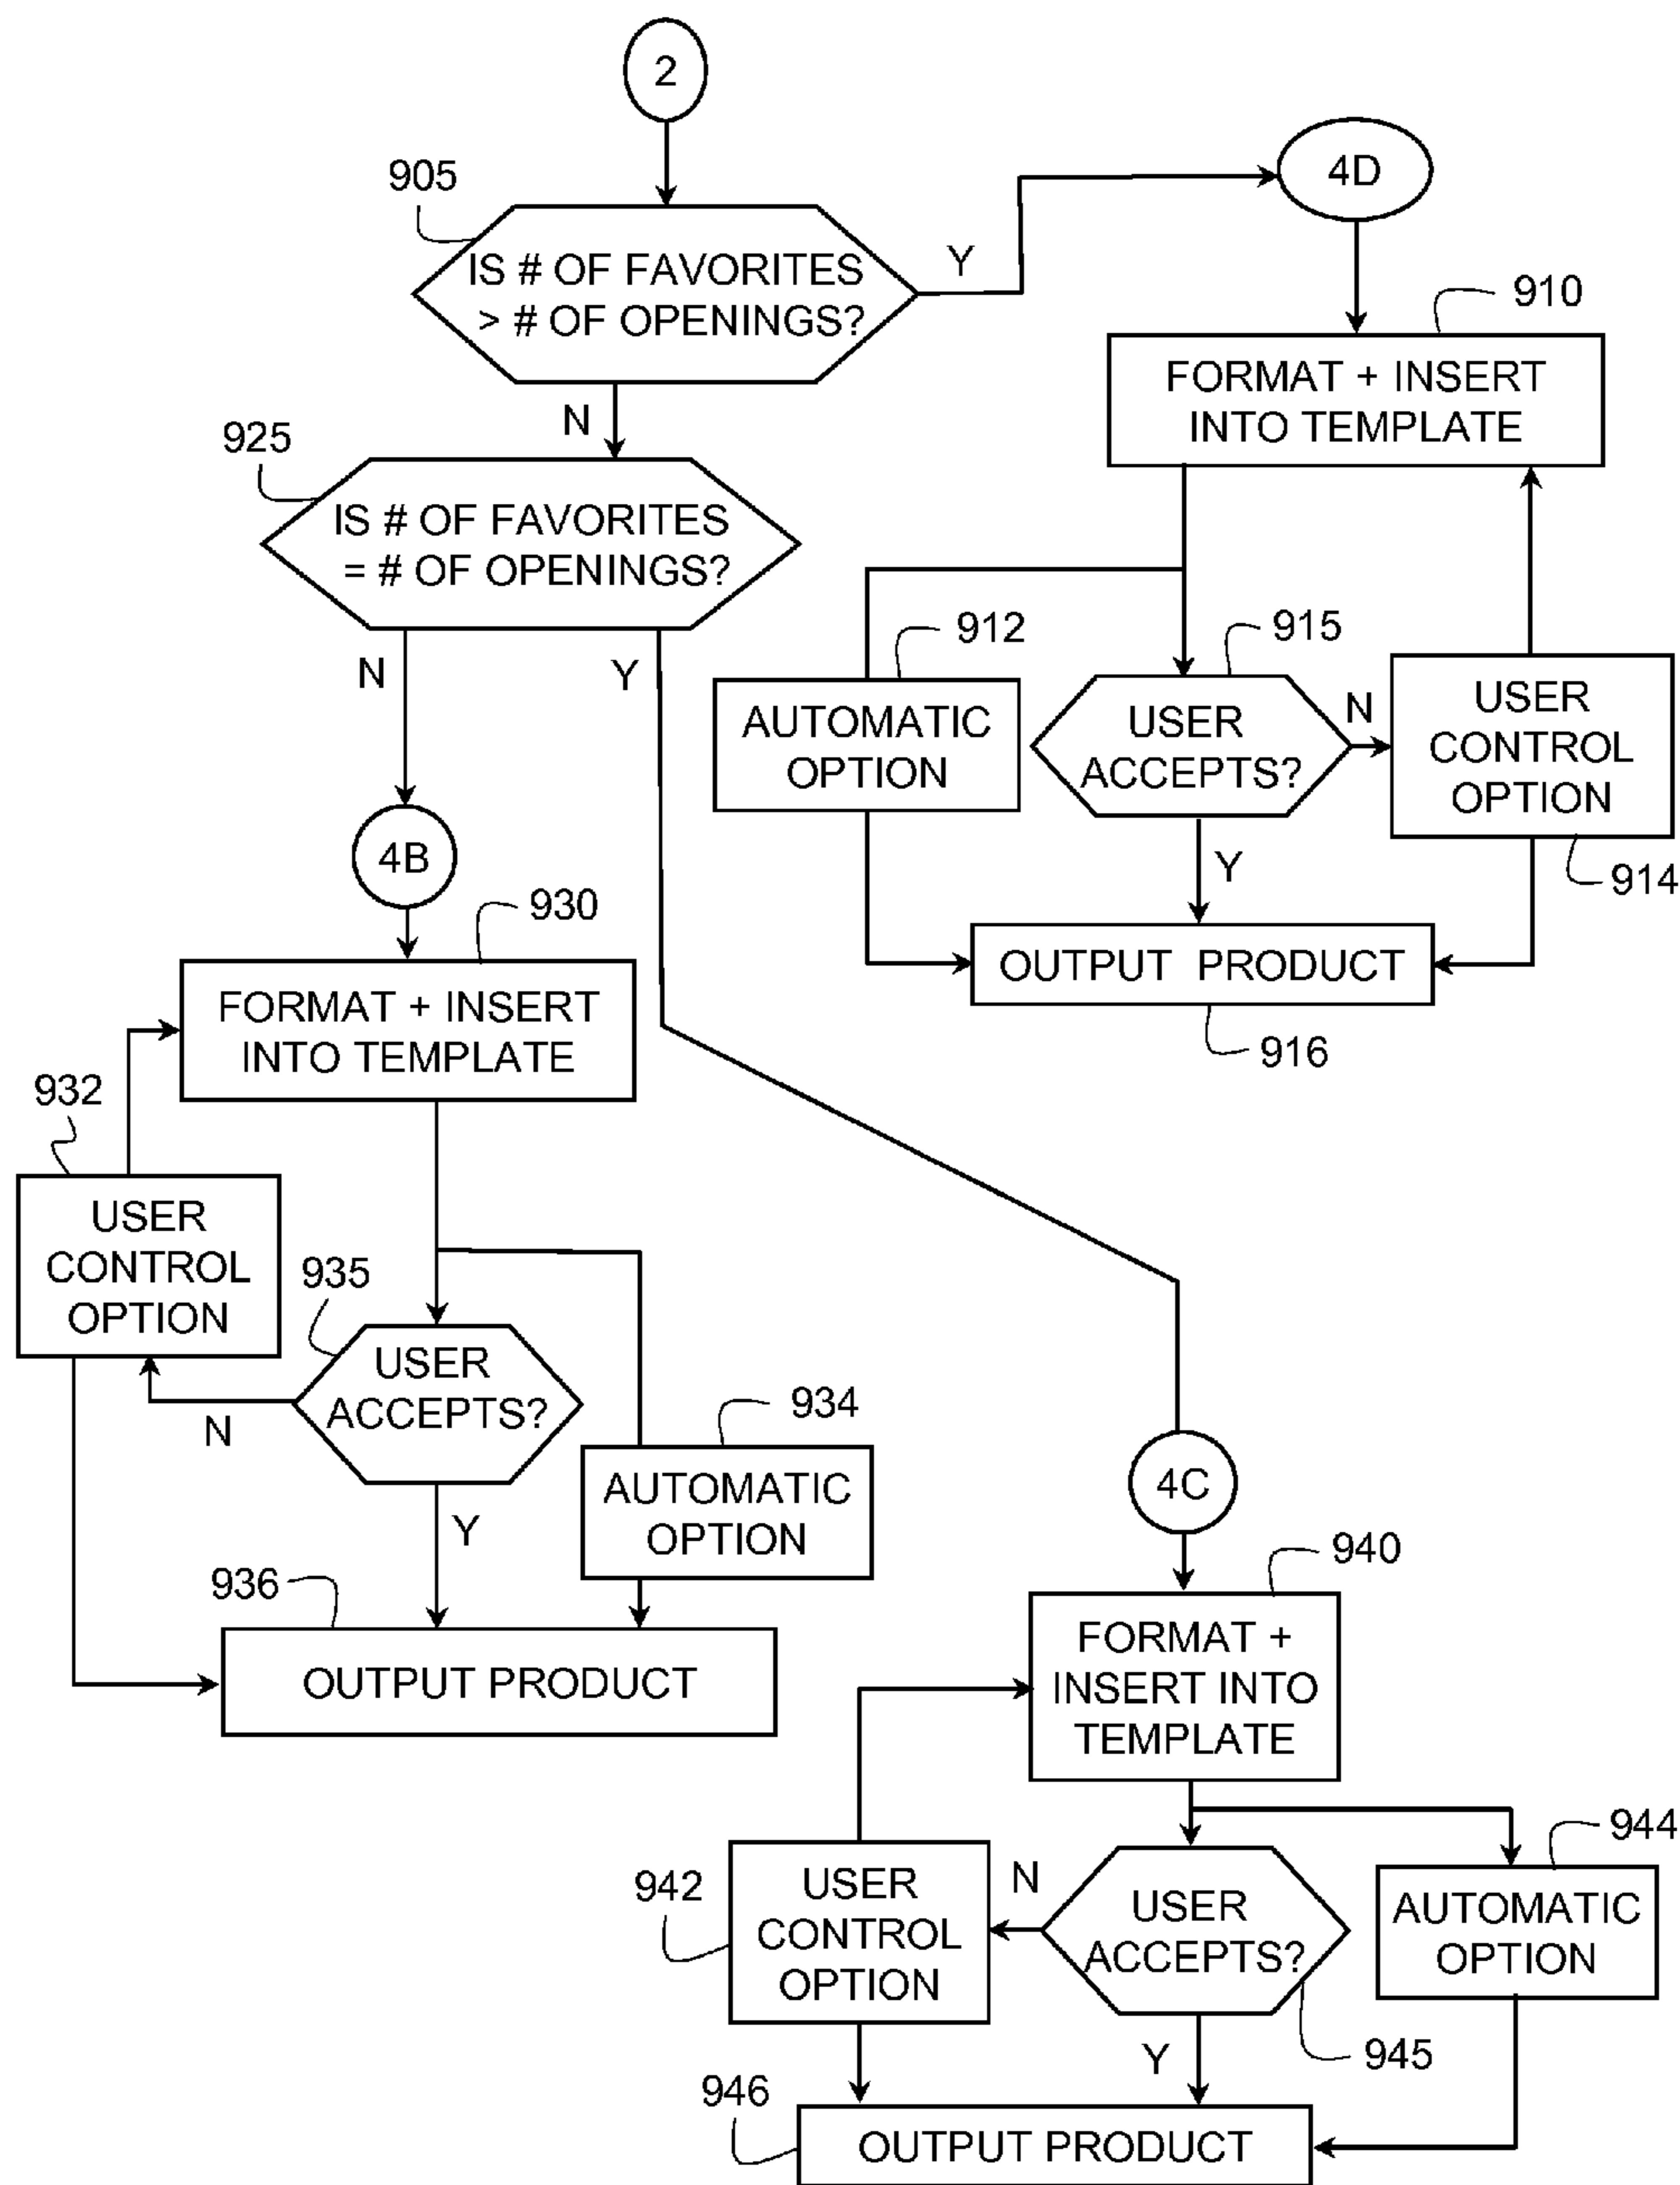 2
4D
905
IS # OF FAVORITES
> # OF OPENINGS?
Y
N
910
FORMAT + INSERT
INTO TEMPLATE
925
IS # OF FAVORITES
= # OF OPENINGS?
N
Y
912
AUTOMATIC
OPTION
915
USER
ACCEPTS?
N
Y
USER
CONTROL
OPTION
914
OUTPUT PRODUCT
916
4B
930
FORMAT + INSERT
INTO TEMPLATE
932
USER
CONTROL
OPTION
935
USER
ACCEPTS?
N
Y
934
AUTOMATIC
OPTION
936
OUTPUT PRODUCT
4C
940
FORMAT +
INSERT INTO
TEMPLATE
942
USER
CONTROL
OPTION
N
USER
ACCEPTS?
945
Y
944
AUTOMATIC
OPTION
946
OUTPUT PRODUCT